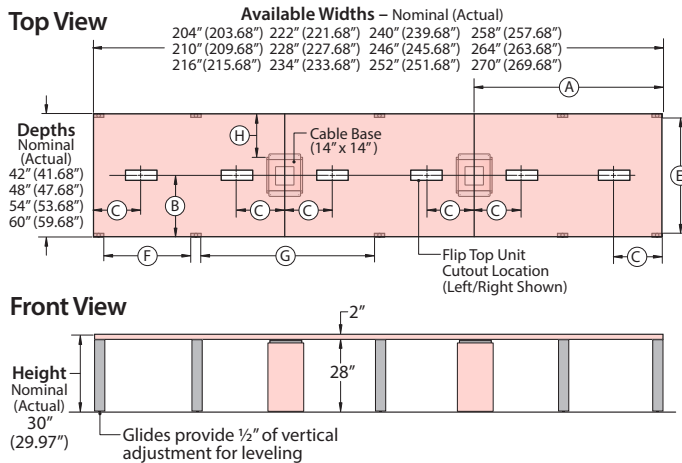 Top View
Available Widths – Nominal (Actual)
204” (203.68”) 222” (221.68”) 240” (239.68”) 258” (257.68”)
210” (209.68”) 228” (227.68”) 246” (245.68”) 264” (263.68”)
216” (215.68”) 234” (233.68”) 252” (251.68”) 270” (269.68”)
A
Depths
Nominal
(Actual)
42” (41.68”)
48” (47.68”)
54” (53.68”)
60” (59.68”)
H
Cable Base
(14” x 14”)
E
C
B
C
C
C
C
C
F
G
Flip Top Unit
Cutout Location
(Left/Right Shown)
Front View
2”
Height
Nominal
(Actual)
30”
(29.97”)
28”
Glides provide ½” of vertical
adjustment for leveling